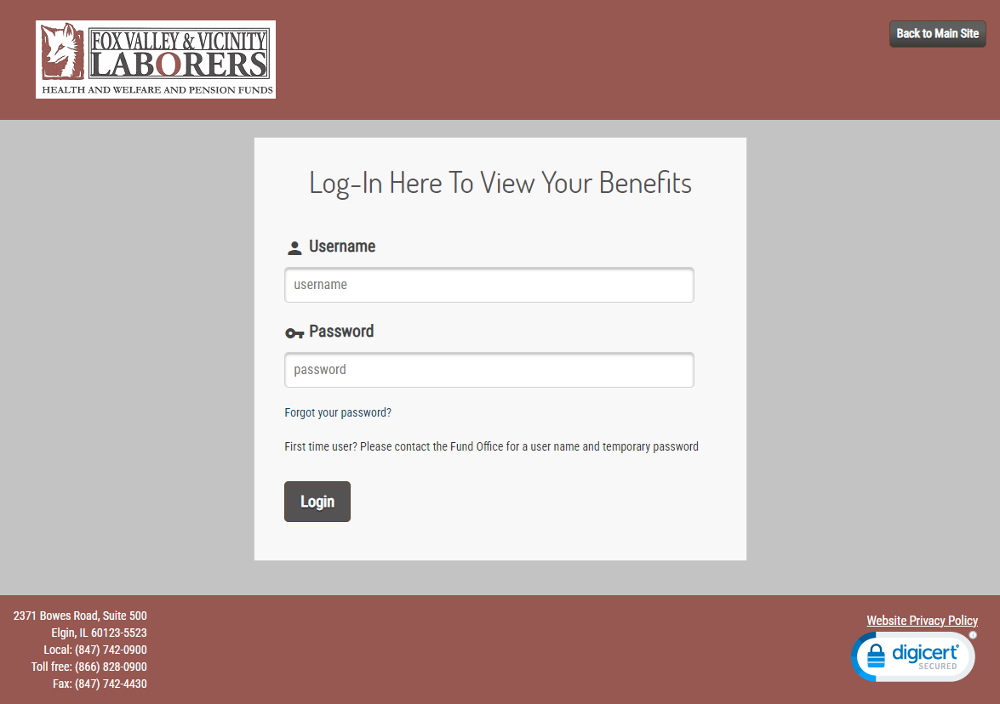 FOX VALLEY & VICINITY
LABORERS
HEALTH AND WELFARE AND PENSION FUNDS
Back to Main Site
Log-In Here To View Your Benefits
Username
username
Password
password
Forgot your password?
First time user? Please contact the Fund Office for a user name and temporary password
Login
2371 Bowes Road, Suite 500
Elgin, IL 60123-5523
Local: (847) 742-0900
Toll free: (866) 828-0900
Fax: (847) 742-4430
Website Privacy Policy
digicert
SECURED